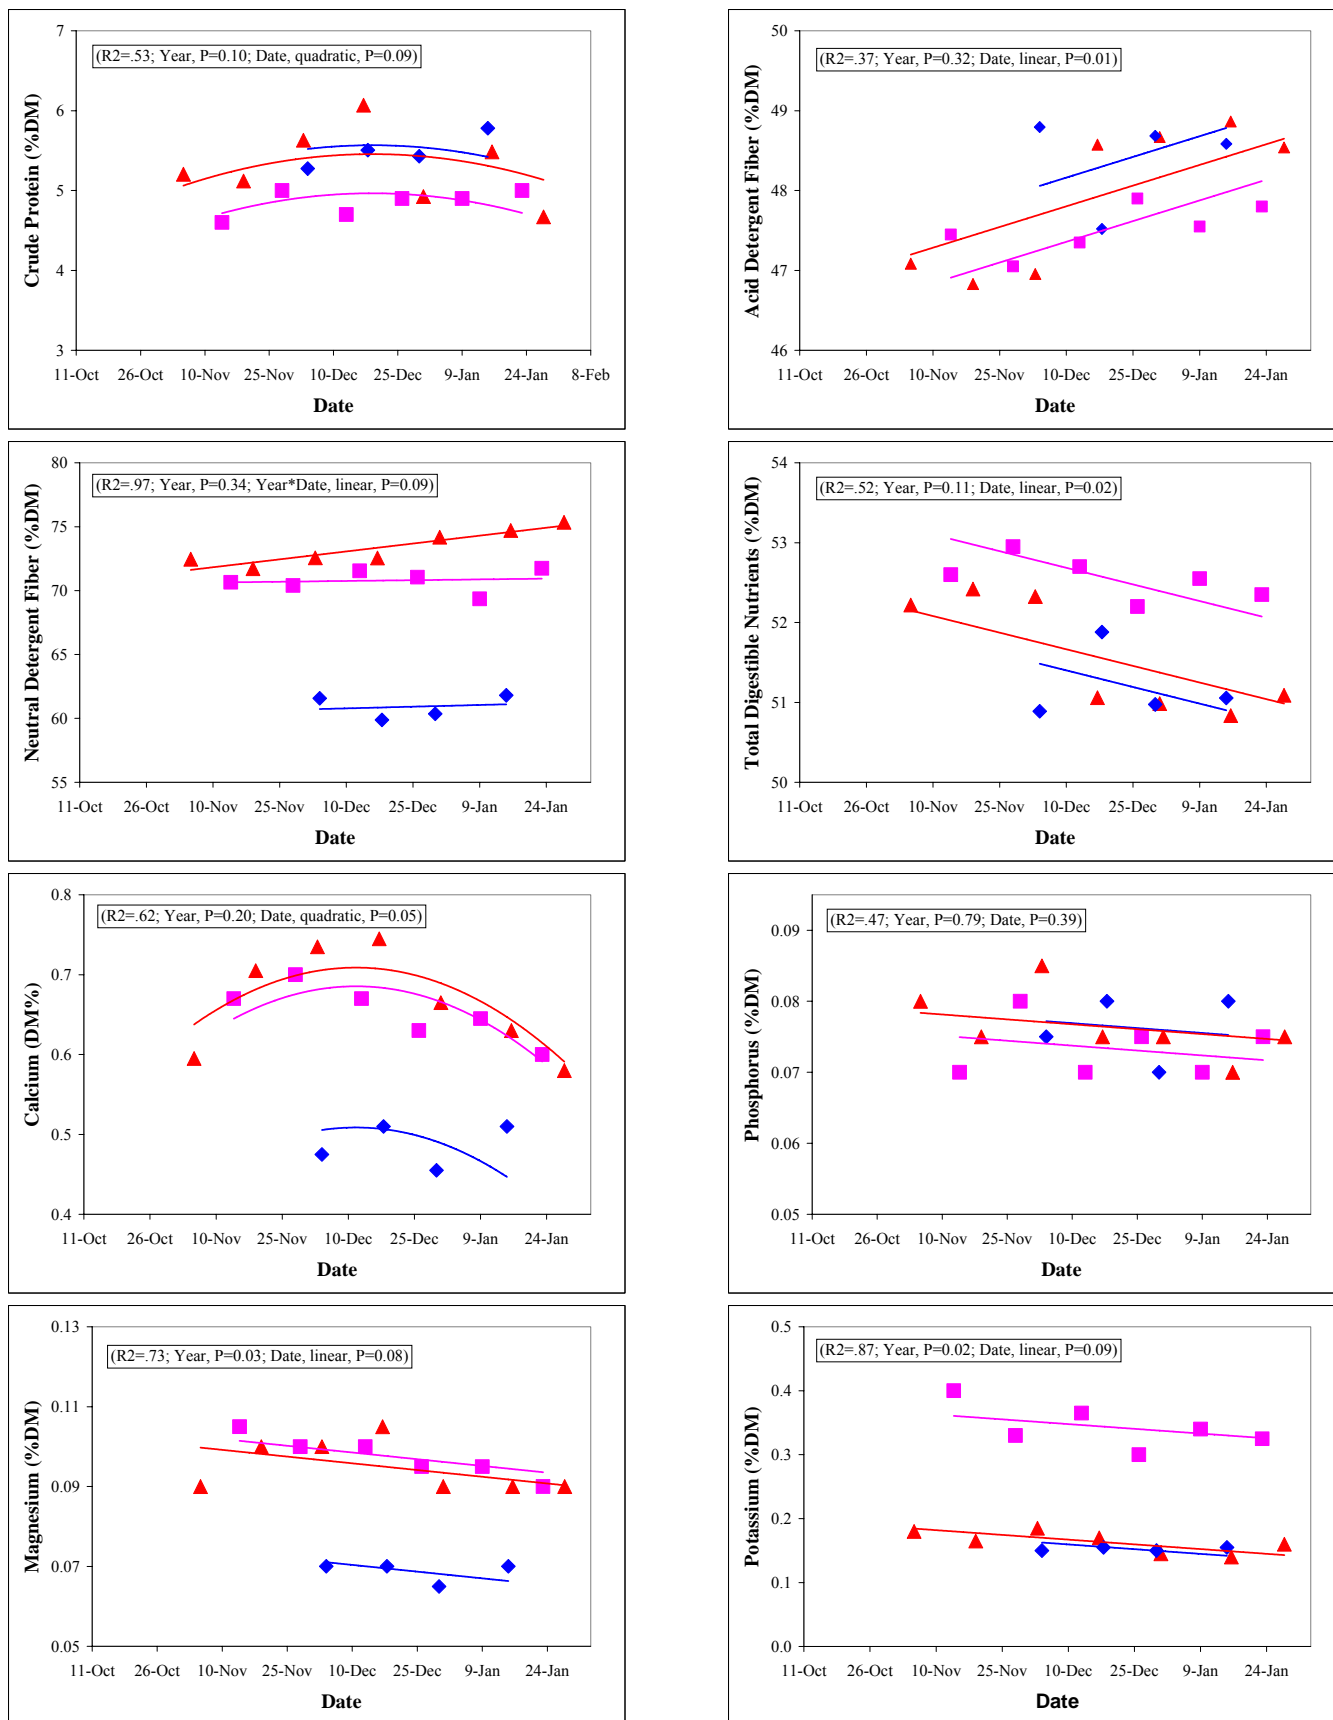 (R2=.53; Year, P=0.10; Date, quadratic, P=0.09)
Crude Protein (%DM)
7
6
5
4
3
11-Oct 26-Oct 10-Nov 25-Nov 10-Dec 25-Dec 9-Jan 24-Jan 8-Feb
Date
(R2=.37; Year, P=0.32; Date, linear, P=0.01)
Acid Detergent Fiber (%DM)
50
49
48
47
46
11-Oct 26-Oct 10-Nov 25-Nov 10-Dec 25-Dec 9-Jan 24-Jan
Date
(R2=.97; Year, P=0.34; Year*Date, linear, P=0.09)
Neutral Detergent Fiber (%DM)
80
75
70
65
60
55
11-Oct 26-Oct 10-Nov 25-Nov 10-Dec 25-Dec 9-Jan 24-Jan
Date
(R2=.52; Year, P=0.11; Date, linear, P=0.02)
Total Digestible Nutrients (%DM)
54
53
52
51
50
11-Oct 26-Oct 10-Nov 25-Nov 10-Dec 25-Dec 9-Jan 24-Jan
Date
(R2=.62; Year, P=0.20; Date, quadratic, P=0.05)
Calcium (DM%)
0.8
0.7
0.6
0.5
0.4
11-Oct 26-Oct 10-Nov 25-Nov 10-Dec 25-Dec 9-Jan 24-Jan
Date
(R2=.47; Year, P=0.79; Date, P=0.39)
Phosphorus (%DM)
0.09
0.08
0.07
0.06
0.05
11-Oct 26-Oct 10-Nov 25-Nov 10-Dec 25-Dec 9-Jan 24-Jan
Date
(R2=.73; Year, P=0.03; Date, linear, P=0.08)
Magnesium (%DM)
0.13
0.11
0.09
0.07
0.05
11-Oct 26-Oct 10-Nov 25-Nov 10-Dec 25-Dec 9-Jan 24-Jan
Date
(R2=.87; Year, P=0.02; Date, linear, P=0.09)
Potassium (%DM)
0.5
0.4
0.3
0.2
0.1
0.0
11-Oct 26-Oct 10-Nov 25-Nov 10-Dec 25-Dec 9-Jan 24-Jan
Date